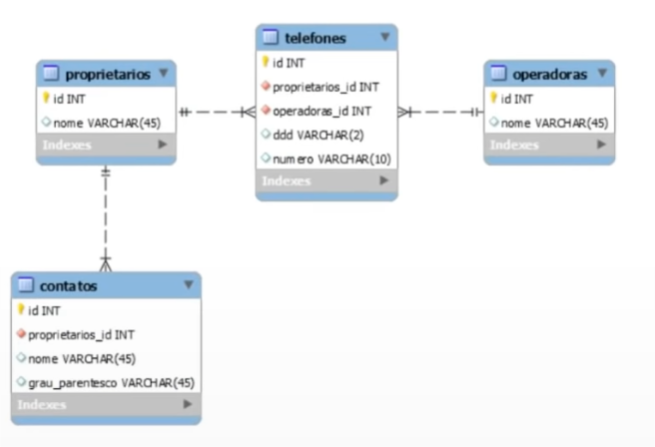 telefones
id INT
proprietarios_id INT
operadoras_id INT
ddd VARCHAR(2)
numero VARCHAR(10)
Indexes
proprietarios
id INT
nome VARCHAR(45)
Indexes
operadoras
id INT
nome VARCHAR(45)
Indexes
contatos
id INT
proprietarios_id INT
nome VARCHAR(45)
grau_parentesco VARCHAR(45)
Indexes